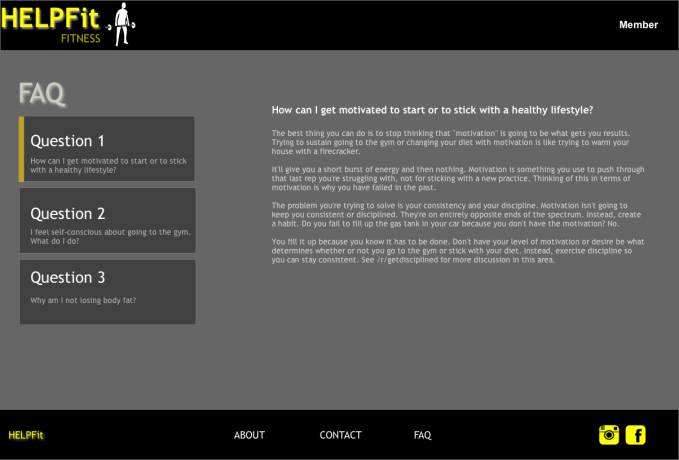 HELPFit
FITNESS
Member
FAQ
Question 1
How can I get motivated to start or to stick
with a healthy lifestyle?
Question 2
I feel self-conscious about going to the gym.
What do I do?
Question 3
Why am I not losing body fat?
How can I get motivated to start or to stick with a healthy lifestyle?
The best thing you can do is to stop thinking that "motivation" is going to be what gets you results.
Trying to sustain going to the gym or changing your diet with motivation is like trying to warm your
house with a firecracker.
It'll give you a short burst of energy and then nothing. Motivation is something you use to push through
that last rep you're struggling with, not for sticking with a new practice. Thinking of this in terms of
motivation is why you have failed in the past.
The problem you're trying to solve is your consistency and your discipline. Motivation isn't going to
keep you consistent or disciplined. They're on entirely opposite ends of the spectrum. Instead, create
a habit. Do you fail to fill up the gas tank in your car because you don't have the motivation? No.
You fill it up because you know it has to be done. Don't have your level of motivation or desire be what
determines whether or not you go to the gym or stick with your diet. Instead, exercise discipline so
you can stay consistent. See /r/getdisciplined for more discussion in this area.
HELPFit
ABOUT
CONTACT
FAQ